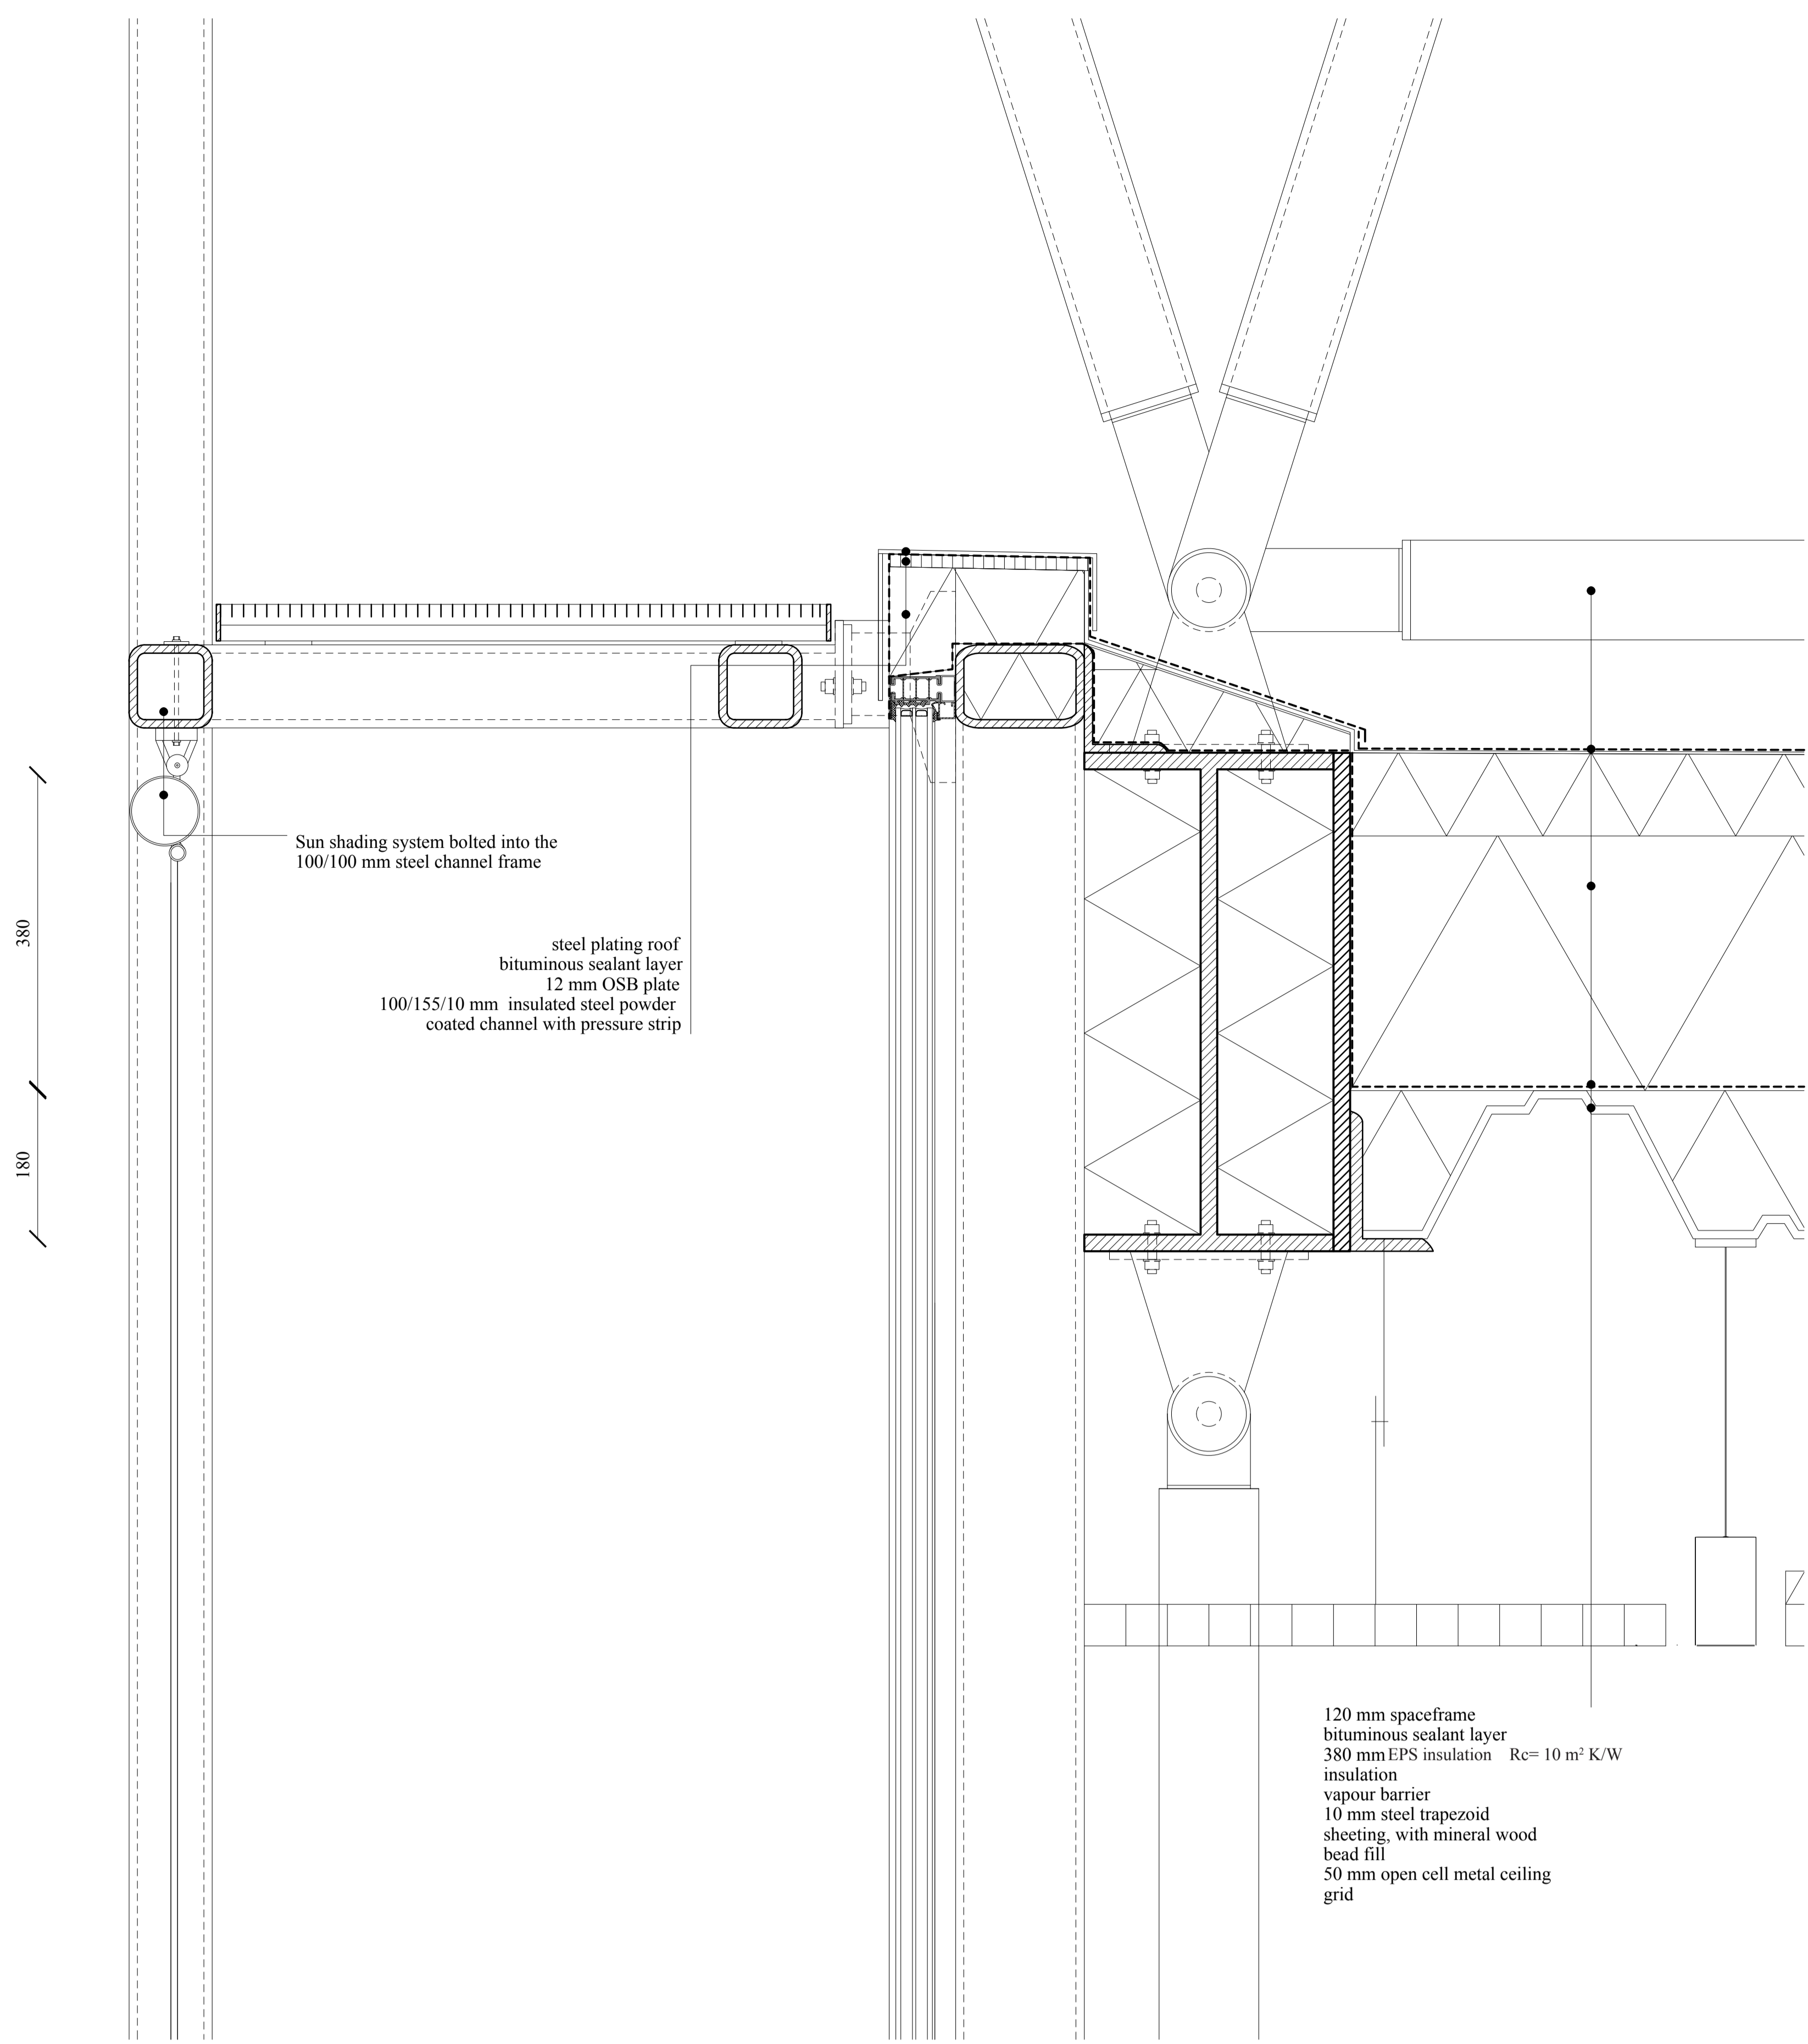 Sun shading system bolted into the
100/100 mm steel channel frame
380
steel plating roof
bituminous sealant layer
12 mm OSB plate
100/155/10 mm insulated steel powder
coated channel with pressure strip
180
120 mm spaceframe
bituminous sealant layer
380 mm EPS insulation Rc= 10 m² K/W
insulation
vapour barrier
10 mm steel trapezoid
sheeting, with mineral wood
bead fill
50 mm open cell metal ceiling
grid